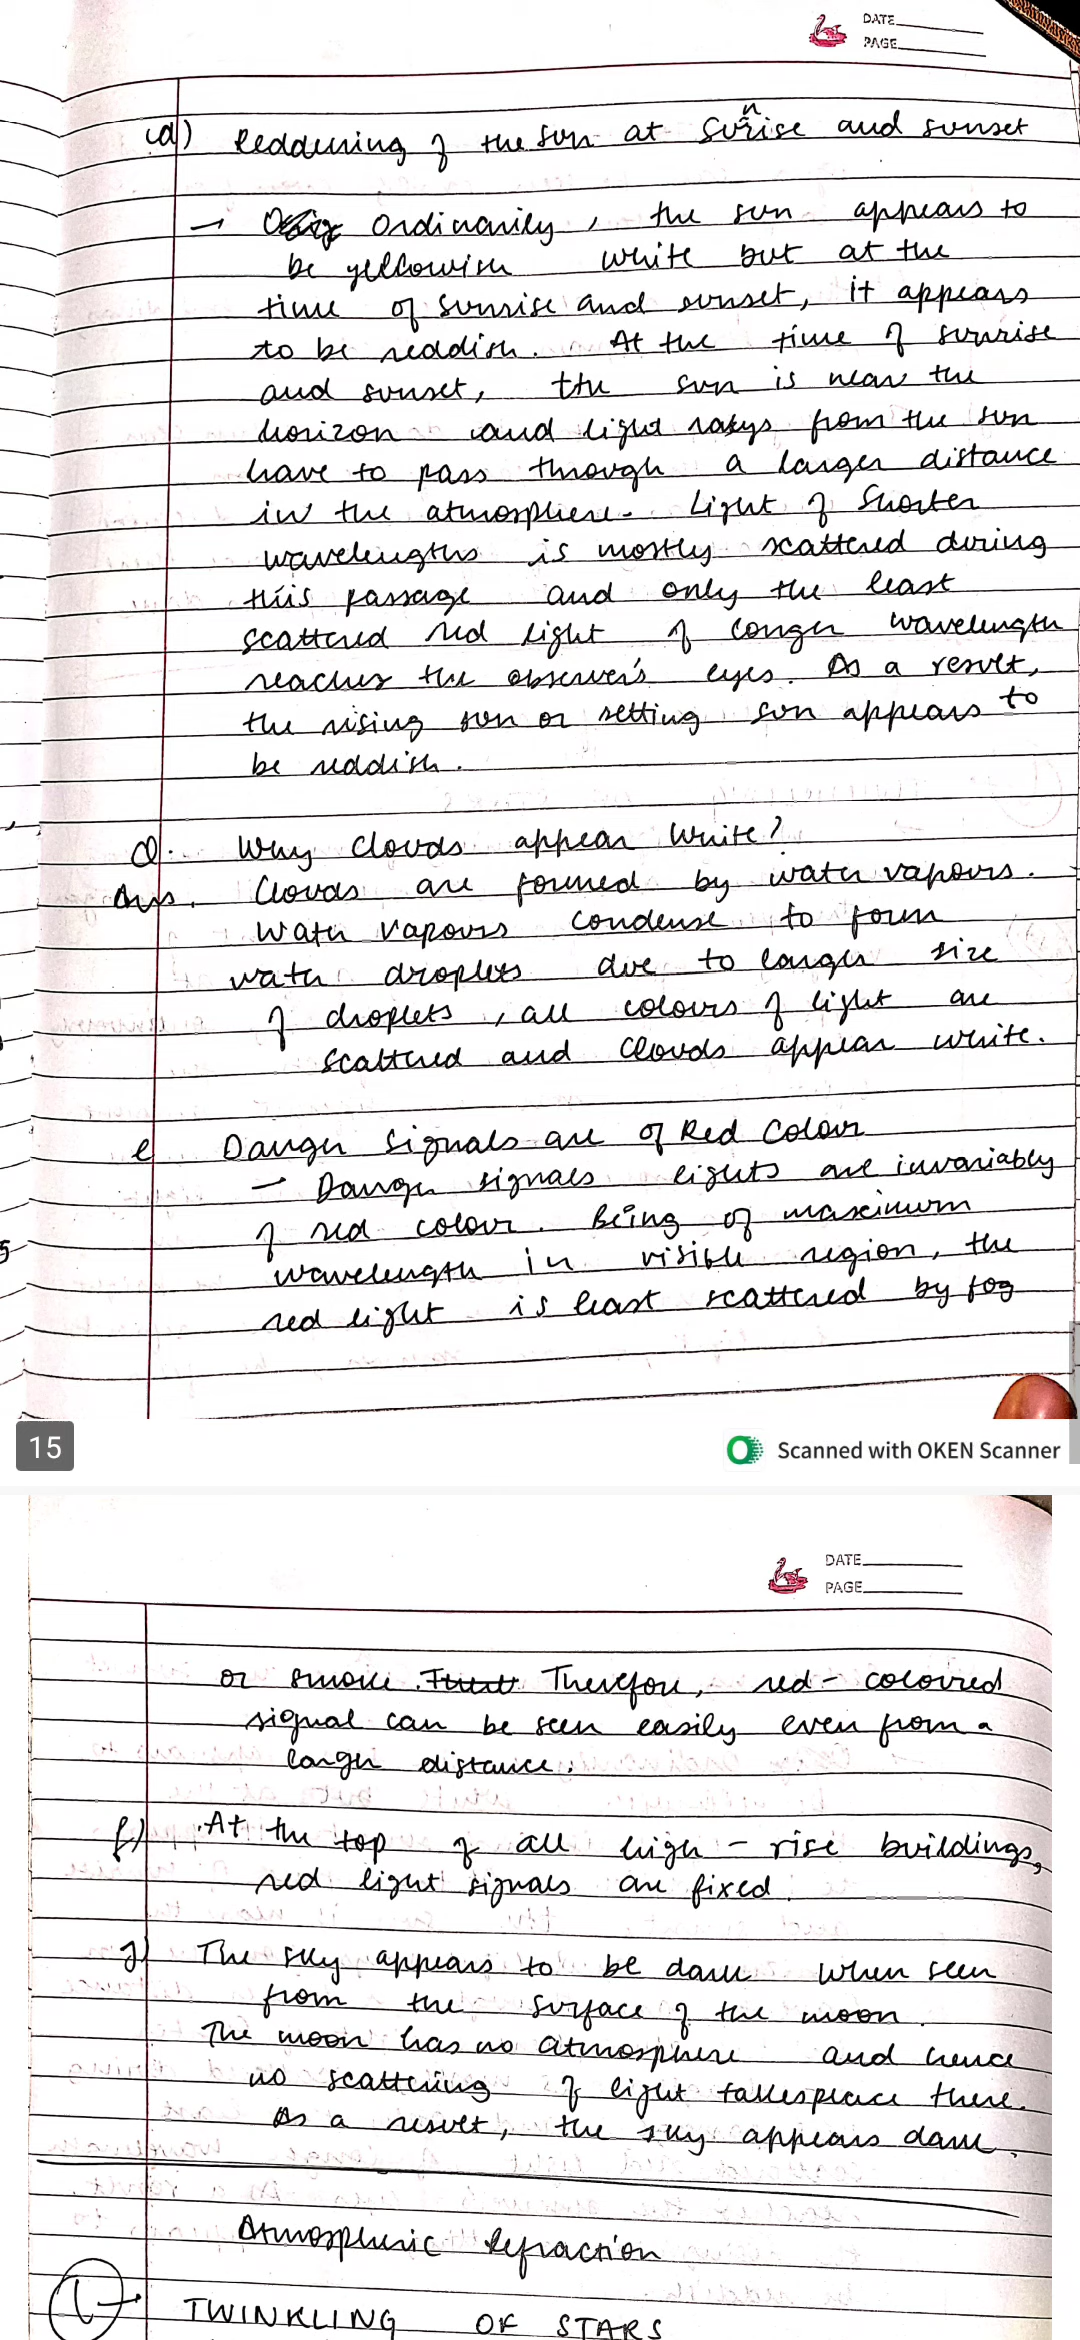 DATE
PAGE
(d) Reddening of the sun at sunrise and sunset
→ Ordinarily, the sun appears to
be yellowish white but at the
time of sunrise and sunset, it appears
to be reddish. At the time of sunrise
and sunset, the sun is near the
horizon and light rays from the sun
have to pass through a larger distance
in the atmosphere. Light of shorter
wavelengths is mostly scattered during
this passage and only the least
scattered red light of longer wavelength
reaches the observer's eyes. As a result,
the rising sun or setting sun appears to
be reddish.
Q. Why Clouds appear White?
Ans. Clouds are formed by water vapours.
Water vapours condense to form
water droplets due to larger size
of droplets, all colours of light are
scattered and clouds appear white.
e Danger Signals are of Red Colour
- Danger signals lights are invariably
of red colour. Being of maximum
wavelength in visible region, the
red light is least scattered by fog
15
Scanned with OKEN Scanner
DATE
PAGE
or smoke. Therefore, red-coloured
signal can be seen easily even from a
larger distance.
f) At the top of all high-rise buildings,
red light signals are fixed.
g) The sky appears to be dark when seen
from the surface of the moon.
The moon has no atmosphere and hence
no scattering of light takes place there.
As a result, the sky appears dark.
Atmospheric Refraction
1 → TWINKLING OF STARS